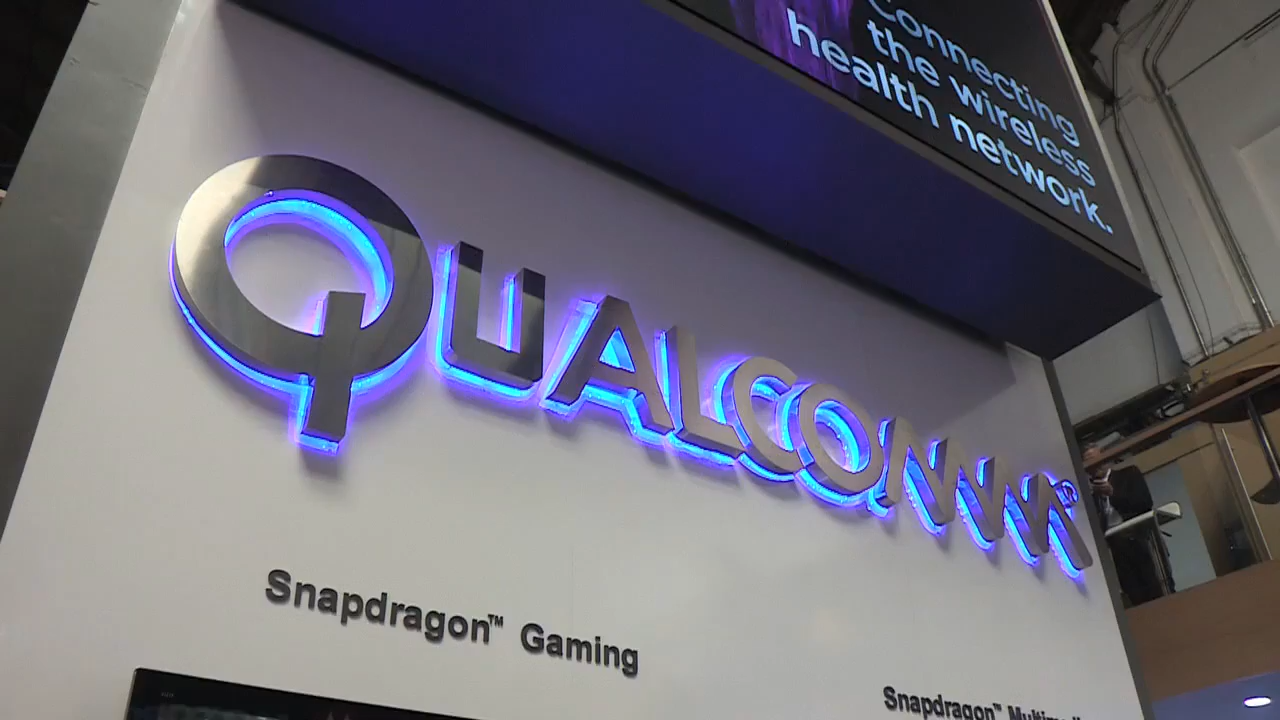 Connecting
the wireless
health network.
QUALCOMM®
Snapdragon™ Gaming
Snapdragon™